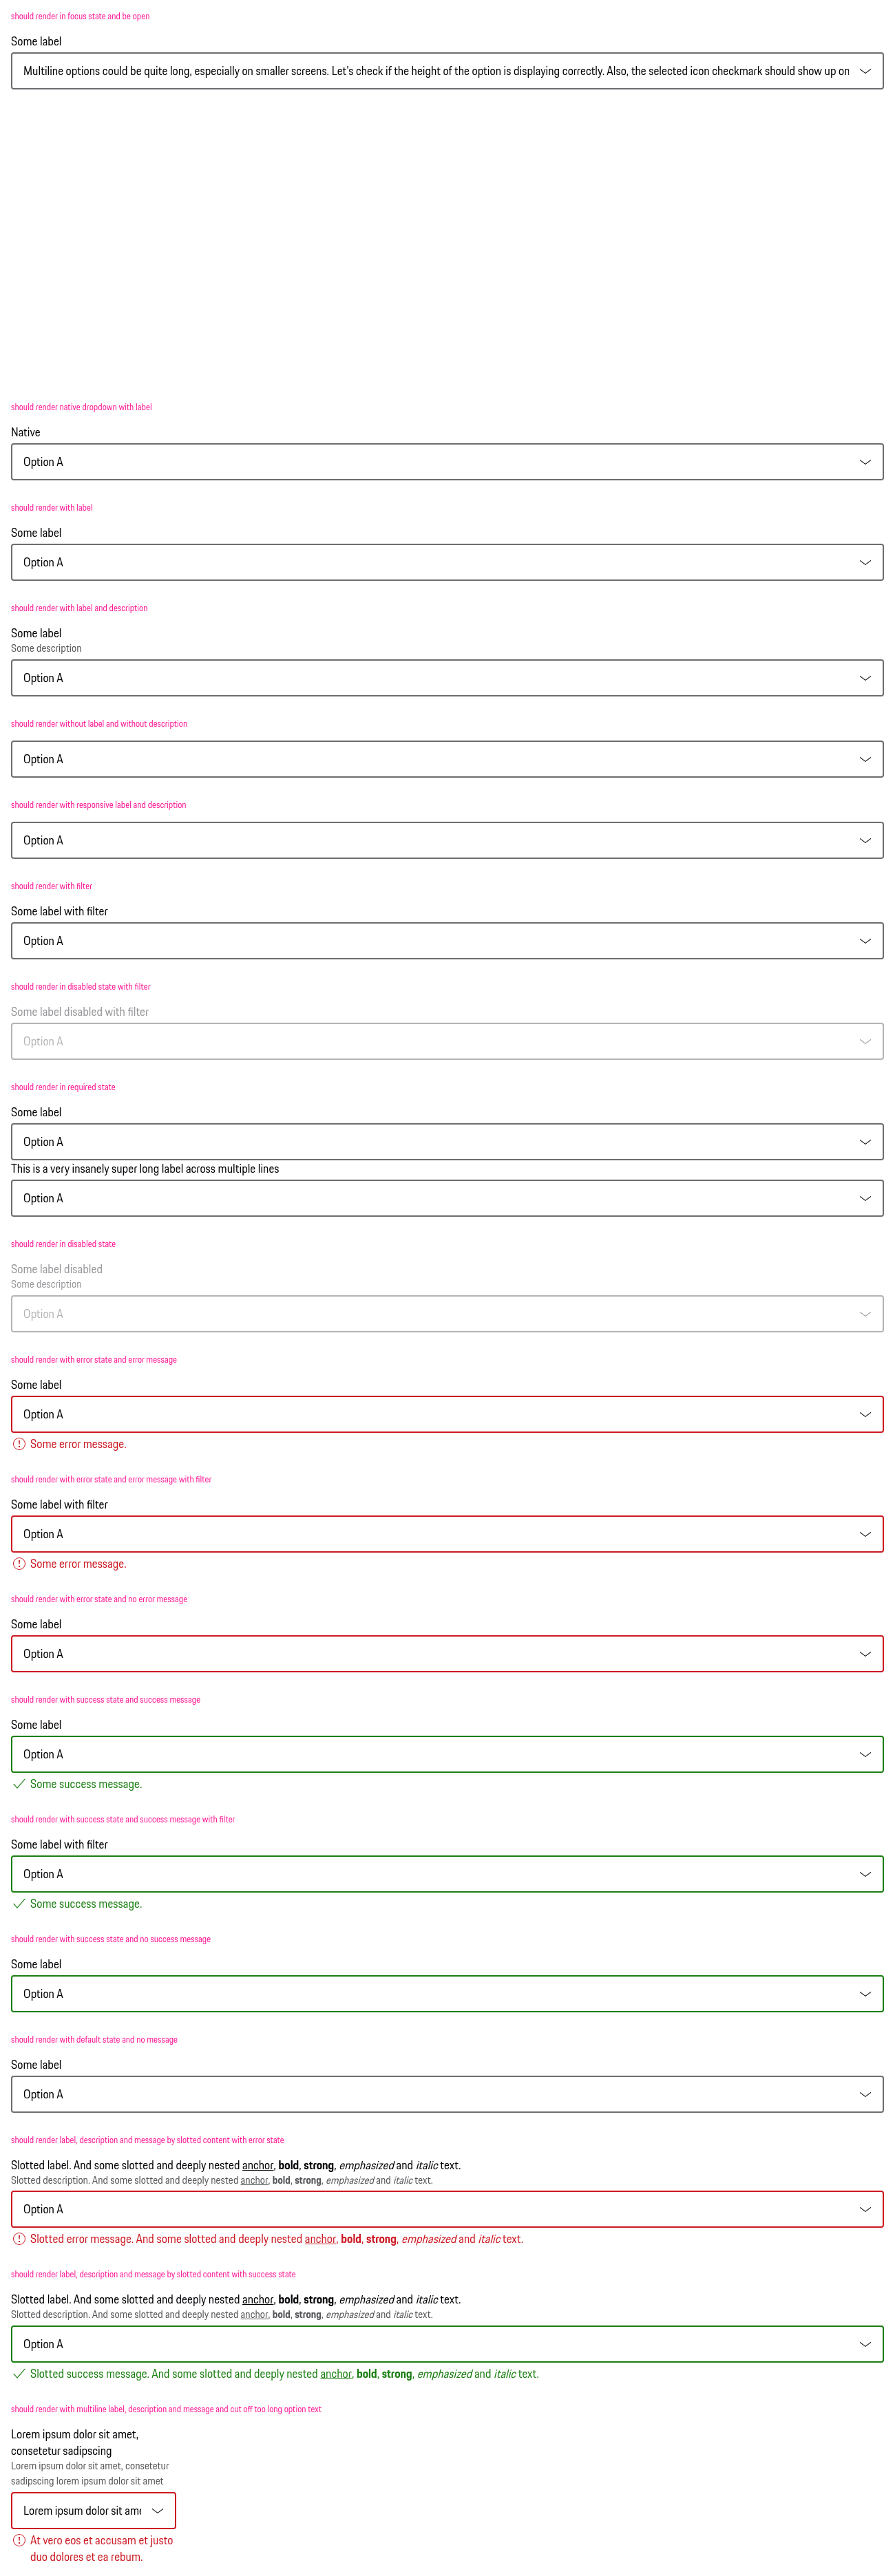 should render in focus state and be open
Some label
Multiline options could be quite long, especially on smaller screens. Let's check if the height of the option is displaying correctly. Also, the selected icon checkmark should show up on
should render native dropdown with label
Native
Option A
should render with label
Some label
Option A
should render with label and description
Some label
Some description
Option A
should render without label and without description
Option A
should render with responsive label and description
Option A
should render with filter
Some label with filter
Option A
should render in disabled state with filter
Some label disabled with filter
Option A
should render in required state
Some label
Option A
This is a very insanely super long label across multiple lines
Option A
should render in disabled state
Some label disabled
Some description
Option A
should render with error state and error message
Some label
Option A
Some error message.
should render with error state and error message with filter
Some label with filter
Option A
Some error message.
should render with error state and no error message
Some label
Option A
should render with success state and success message
Some label
Option A
Some success message.
should render with success state and success message with filter
Some label with filter
Option A
Some success message.
should render with success state and no success message
Some label
Option A
should render with default state and no message
Some label
Option A
should render label, description and message by slotted content with error state
Slotted label. And some slotted and deeply nested anchor, bold, strong, emphasized and italic text.
Slotted description. And some slotted and deeply nested anchor, bold, strong, emphasized and italic text.
Option A
Slotted error message. And some slotted and deeply nested anchor, bold, strong, emphasized and italic text.
should render label, description and message by slotted content with success state
Slotted label. And some slotted and deeply nested anchor, bold, strong, emphasized and italic text.
Slotted description. And some slotted and deeply nested anchor, bold, strong, emphasized and italic text.
Option A
Slotted success message. And some slotted and deeply nested anchor, bold, strong, emphasized and italic text.
should render with multiline label, description and message and cut off too long option text
Lorem ipsum dolor sit amet,
consetetur sadipscing
Lorem ipsum dolor sit amet, consetetur
sadipscing lorem ipsum dolor sit amet
Lorem ipsum dolor sit ame
At vero eos et accusam et justo
duo dolores et ea rebum.